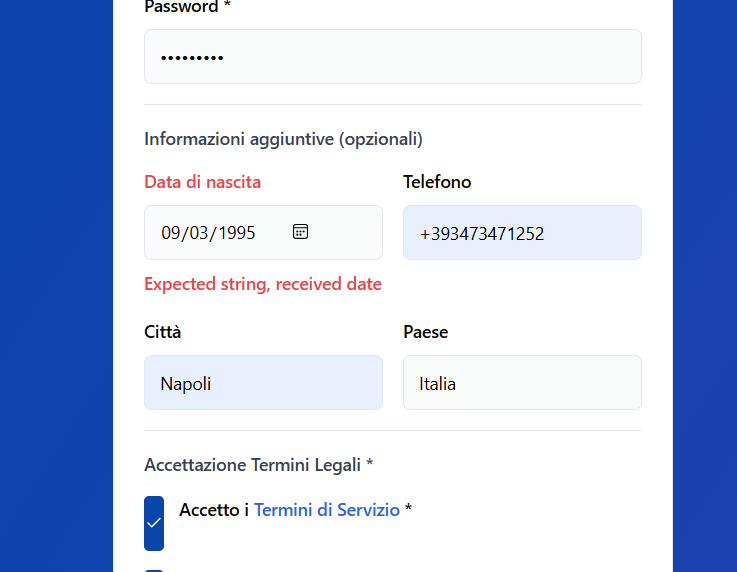 Password *
•••••••••
Informazioni aggiuntive (opzionali)
Data di nascita
Telefono
09/03/1995
+393473471252
Expected string, received date
Città
Paese
Napoli
Italia
Accettazione Termini Legali *
Accetto i Termini di Servizio *